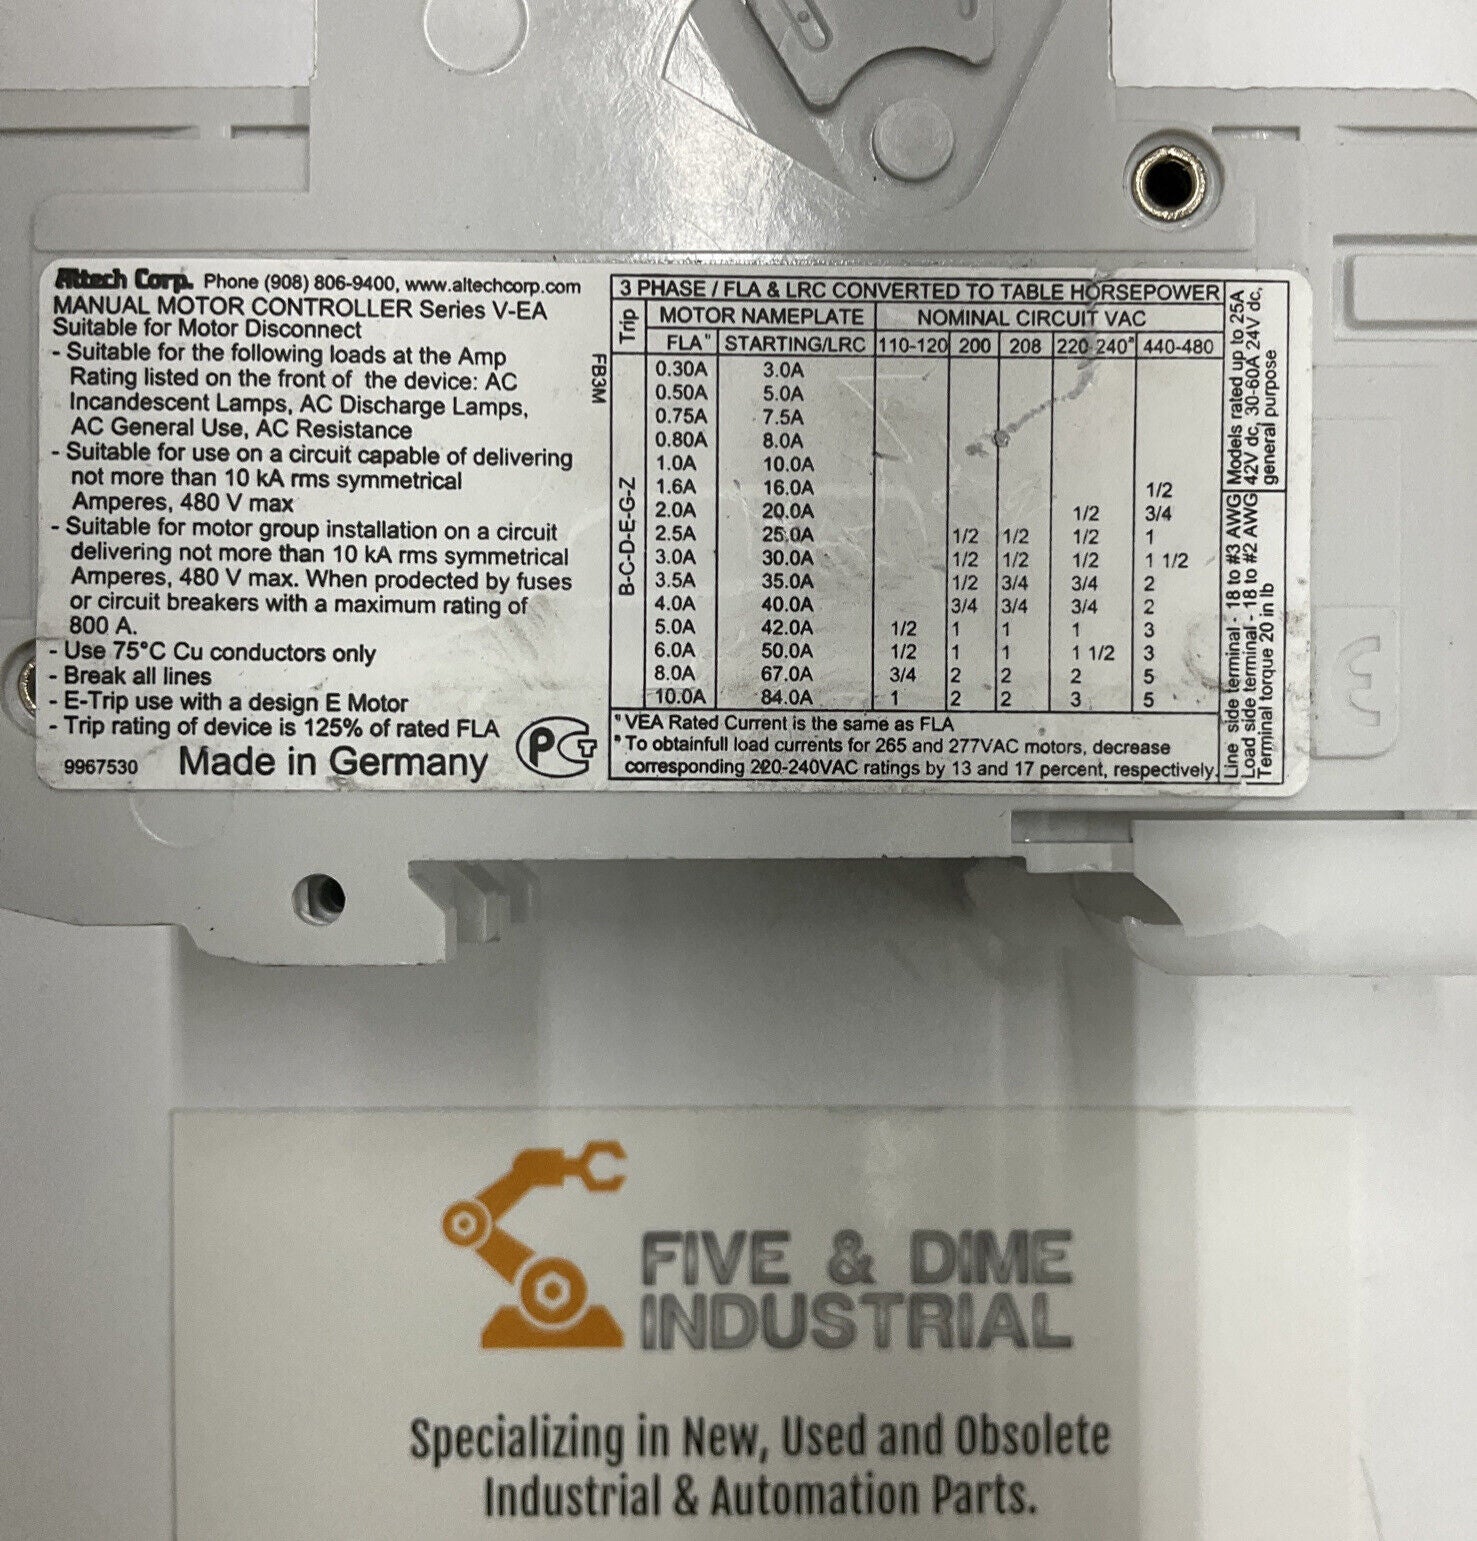 Altech Corp. Phone (908) 806-9400, www.altechcorp.com
MANUAL MOTOR CONTROLLER Series V-EA
Suitable for Motor Disconnect
- Suitable for the following loads at the Amp
Rating listed on the front of the device: AC
Incandescent Lamps, AC Discharge Lamps,
AC General Use, AC Resistance
- Suitable for use on a circuit capable of delivering
not more than 10 kA rms symmetrical
Amperes, 480 V max
- Suitable for motor group installation on a circuit
delivering not more than 10 kA rms symmetrical
Amperes, 480 V max. When prodected by fuses
or circuit breakers with a maximum rating of
800 A.
- Use 75°C Cu conductors only
- Break all lines
- E-Trip use with a design E Motor
- Trip rating of device is 125% of rated FLA
9967530 Made in Germany
PCT
FB3M
3 PHASE / FLA & LRC CONVERTED TO TABLE HORSEPOWER
Trip MOTOR NAMEPLATE NOMINAL CIRCUIT VAC
FLA" STARTING/LRC 110-120 200 208 220-240" 440-480
B-C-D-E-G-Z
0.30A 3.0A
0.50A 5.0A
0.75A 7.5A
0.80A 8.0A
1.0A 10.0A
1.6A 16.0A 1/2
2.0A 20.0A 1/2 3/4
2.5A 25.0A 1/2 1/2 1/2 1
3.0A 30.0A 1/2 1/2 1/2 1 1/2
3.5A 35.0A 1/2 3/4 3/4 2
4.0A 40.0A 3/4 3/4 3/4 2
5.0A 42.0A 1/2 1 1 1 3
6.0A 50.0A 1/2 1 1 1 1/2 3
8.0A 67.0A 3/4 2 2 2 5
10.0A 84.0A 1 2 2 3 5
"VEA Rated Current is the same as FLA
"To obtainfull load currents for 265 and 277VAC motors, decrease
corresponding 220-240VAC ratings by 13 and 17 percent, respectively.
Models rated up to 25A
42V dc, 30-60A 24V dc,
general purpose
Line side terminal - 18 to #3 AWG
Load side terminal - 18 to #2 AWG
Terminal torque 20 in lb
FIVE & DIME
INDUSTRIAL
Specializing in New, Used and Obsolete
Industrial & Automation Parts.